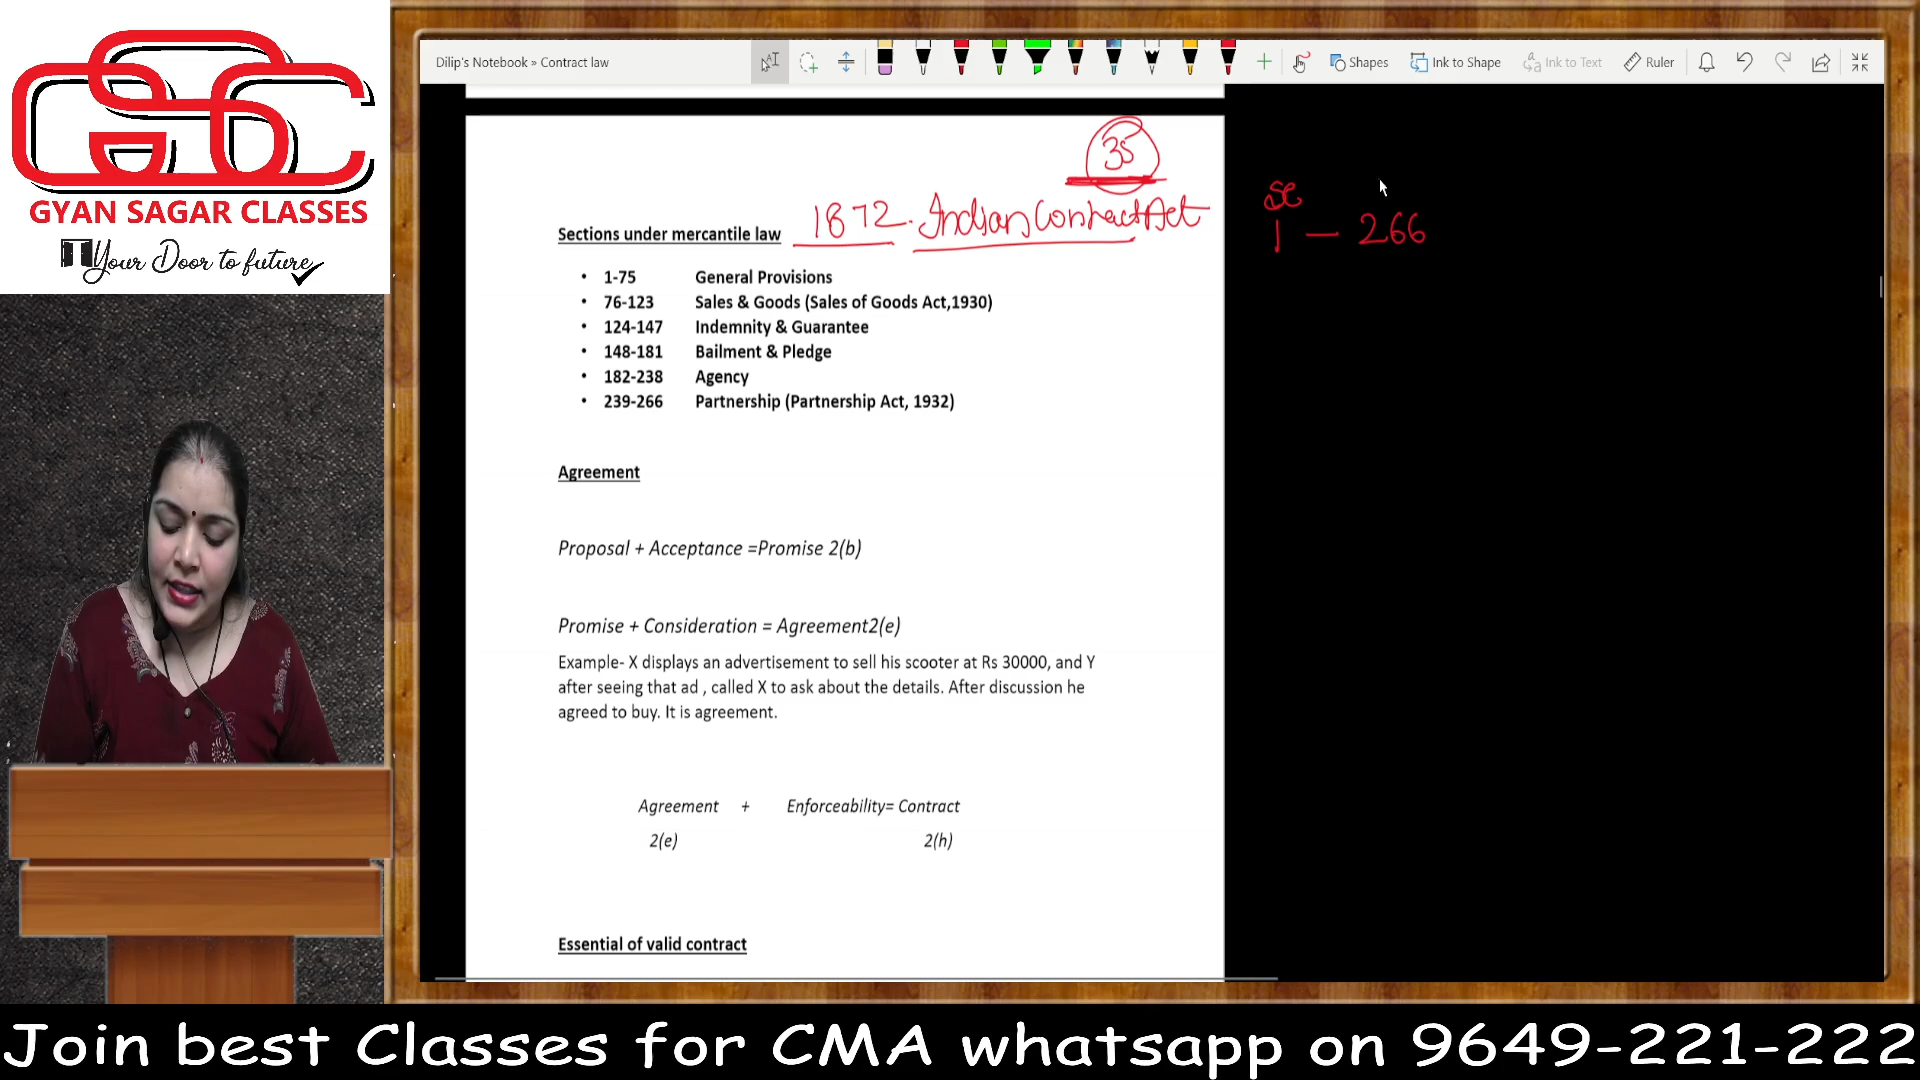 GSC
GYAN SAGAR CLASSES
Your Door to future
Dilip's Notebook » Contract law
Shapes
Ink to Shape
Ink to Text
Ruler
35
1872. Indian Contract Act
Sec
1 — 266
Sections under mercantile law
• 1-75 General Provisions
• 76-123 Sales & Goods (Sales of Goods Act,1930)
• 124-147 Indemnity & Guarantee
• 148-181 Bailment & Pledge
• 182-238 Agency
• 239-266 Partnership (Partnership Act, 1932)
Agreement
Proposal + Acceptance =Promise 2(b)
Promise + Consideration = Agreement2(e)
Example- X displays an advertisement to sell his scooter at Rs 30000, and Y
after seeing that ad , called X to ask about the details. After discussion he
agreed to buy. It is agreement.
Agreement + Enforceability= Contract
2(e) 2(h)
Essential of valid contract
Join best Classes for CMA whatsapp on 9649-221-222